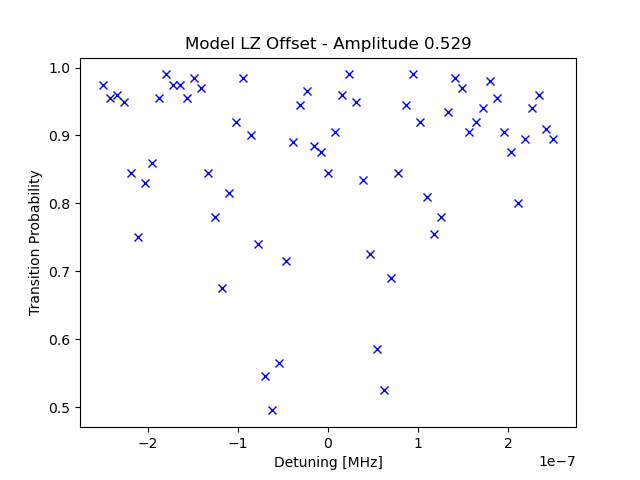 Model LZ Offset - Amplitude 0.529
Transition Probability
1.0
0.9
0.8
0.7
0.6
0.5
−2 −1 0 1 2
1e−7
Detuning [MHz]